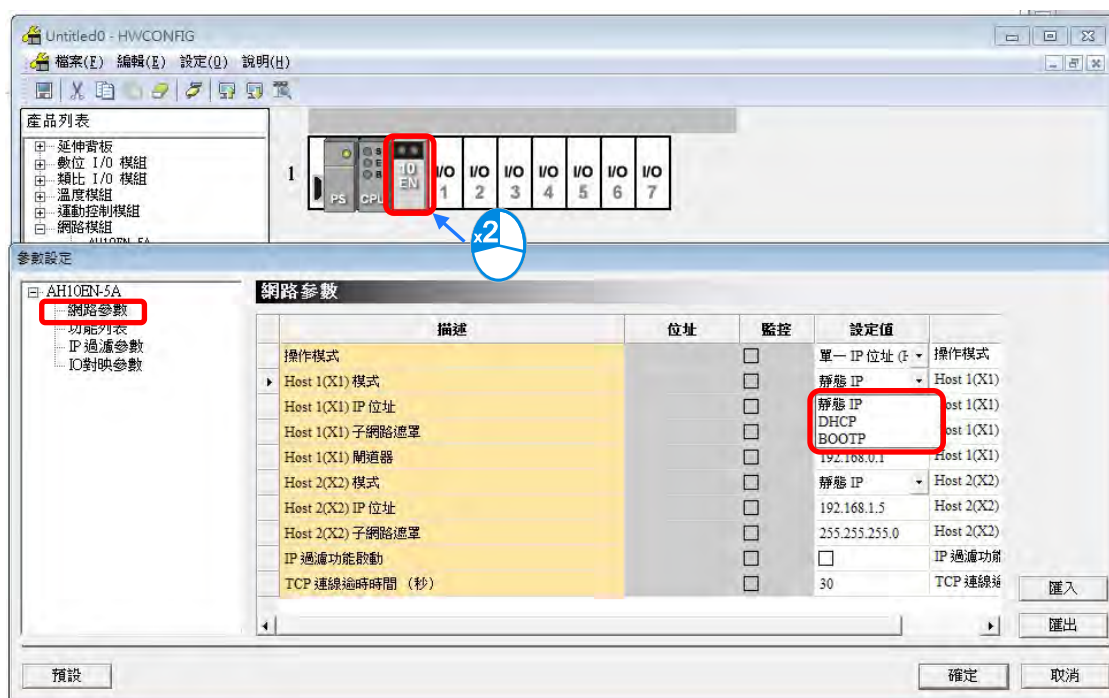 Untitled0 - HWCONFIG
檔案(F) 編輯(E) 設定(O) 說明(H)
產品列表
延伸背板
數位 I/O 模組
類比 I/O 模組
溫度模組
運動控制模組
網路模組
AH10EN-5A
1
PS CPU 10 EN I/O 1 I/O 2 I/O 3 I/O 4 I/O 5 I/O 6 I/O 7
x2
參數設定
AH10EN-5A
網路參數
功能列表
IP 過濾參數
IO對映參數
網路參數
描述 位址 監控 設定值
操作模式 單一 IP 位址 操作模式
Host 1(X1) 模式 靜態 IP Host 1(X1)
Host 1(X1) IP 位址 靜態 IP Host 1(X1)
DHCP
Host 1(X1) 子網路遮罩 BOOTP Host 1(X1)
Host 1(X1) 閘道器 192.168.0.1 Host 1(X1)
Host 2(X2) 模式 靜態 IP Host 2(X2)
Host 2(X2) IP 位址 192.168.1.5 Host 2(X2)
Host 2(X2) 子網路遮罩 255.255.255.0 Host 2(X2)
IP 過濾功能啟動 IP 過濾功能
TCP 連線逾時時間 (秒) 30 TCP 連線逾
匯入
匯出
預設 確定 取消